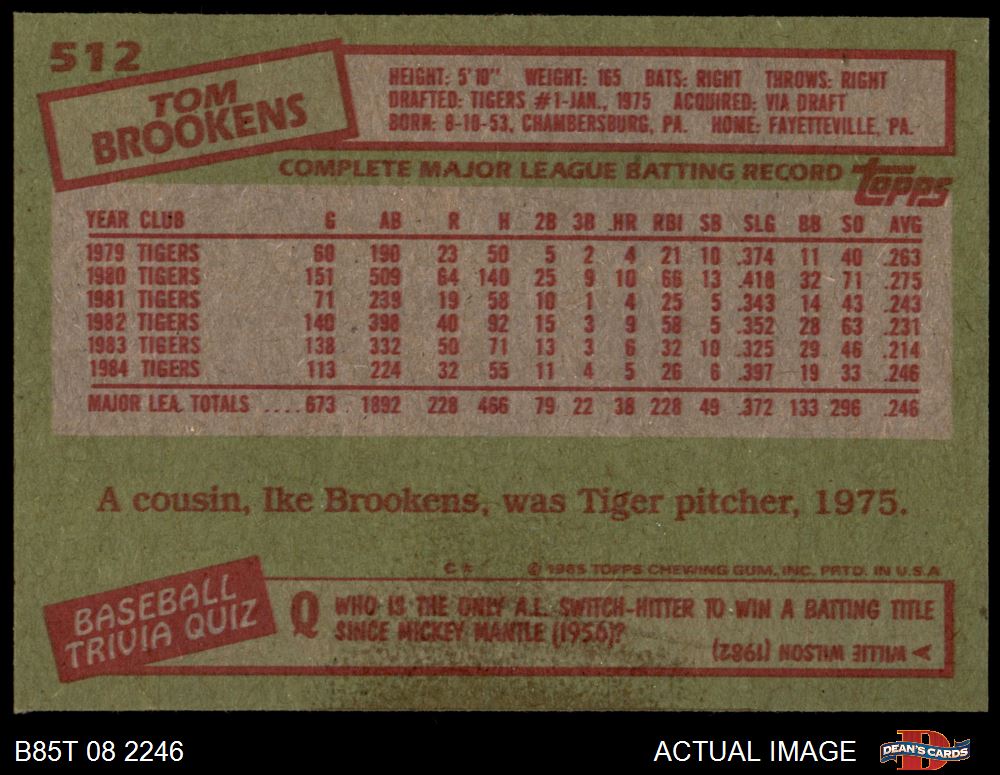 512
TOM
BROOKENS
HEIGHT: 5'10" WEIGHT: 165 BATS: RIGHT THROWS: RIGHT
DRAFTED: TIGERS #1-JAN., 1975 ACQUIRED: VIA DRAFT
BORN: 8-10-53, CHAMBERSBURG, PA. HOME: FAYETTEVILLE, PA.
COMPLETE MAJOR LEAGUE BATTING RECORD topps
YEAR CLUB G AB R H 2B 3B HR RBI SB SLG BB SO AVG
1979 TIGERS 60 190 23 50 5 2 4 21 10 .374 11 40 .263
1980 TIGERS 151 509 64 140 25 9 10 66 13 .418 32 71 .275
1981 TIGERS 71 239 19 58 10 1 4 25 5 .343 14 43 .243
1982 TIGERS 140 398 40 92 15 3 9 58 5 .352 28 63 .231
1983 TIGERS 138 332 50 71 13 3 6 32 10 .325 29 46 .214
1984 TIGERS 113 224 32 55 11 4 5 26 6 .397 19 33 .246
MAJOR LEA. TOTALS ....673 1892 228 466 79 22 38 228 49 .372 133 296 .246
A cousin, Ike Brookens, was Tiger pitcher, 1975.
C* © 1985 TOPPS CHEWING GUM, INC. PRTD. IN U.S.A
BASEBALL
TRIVIA QUIZ
Q WHO IS THE ONLY A.L. SWITCH-HITTER TO WIN A BATTING TITLE
SINCE MICKEY MANTLE (1956)?
A WILLIE WILSON (1982)
B85T 08 2246 ACTUAL IMAGE D DEAN'S CARDS